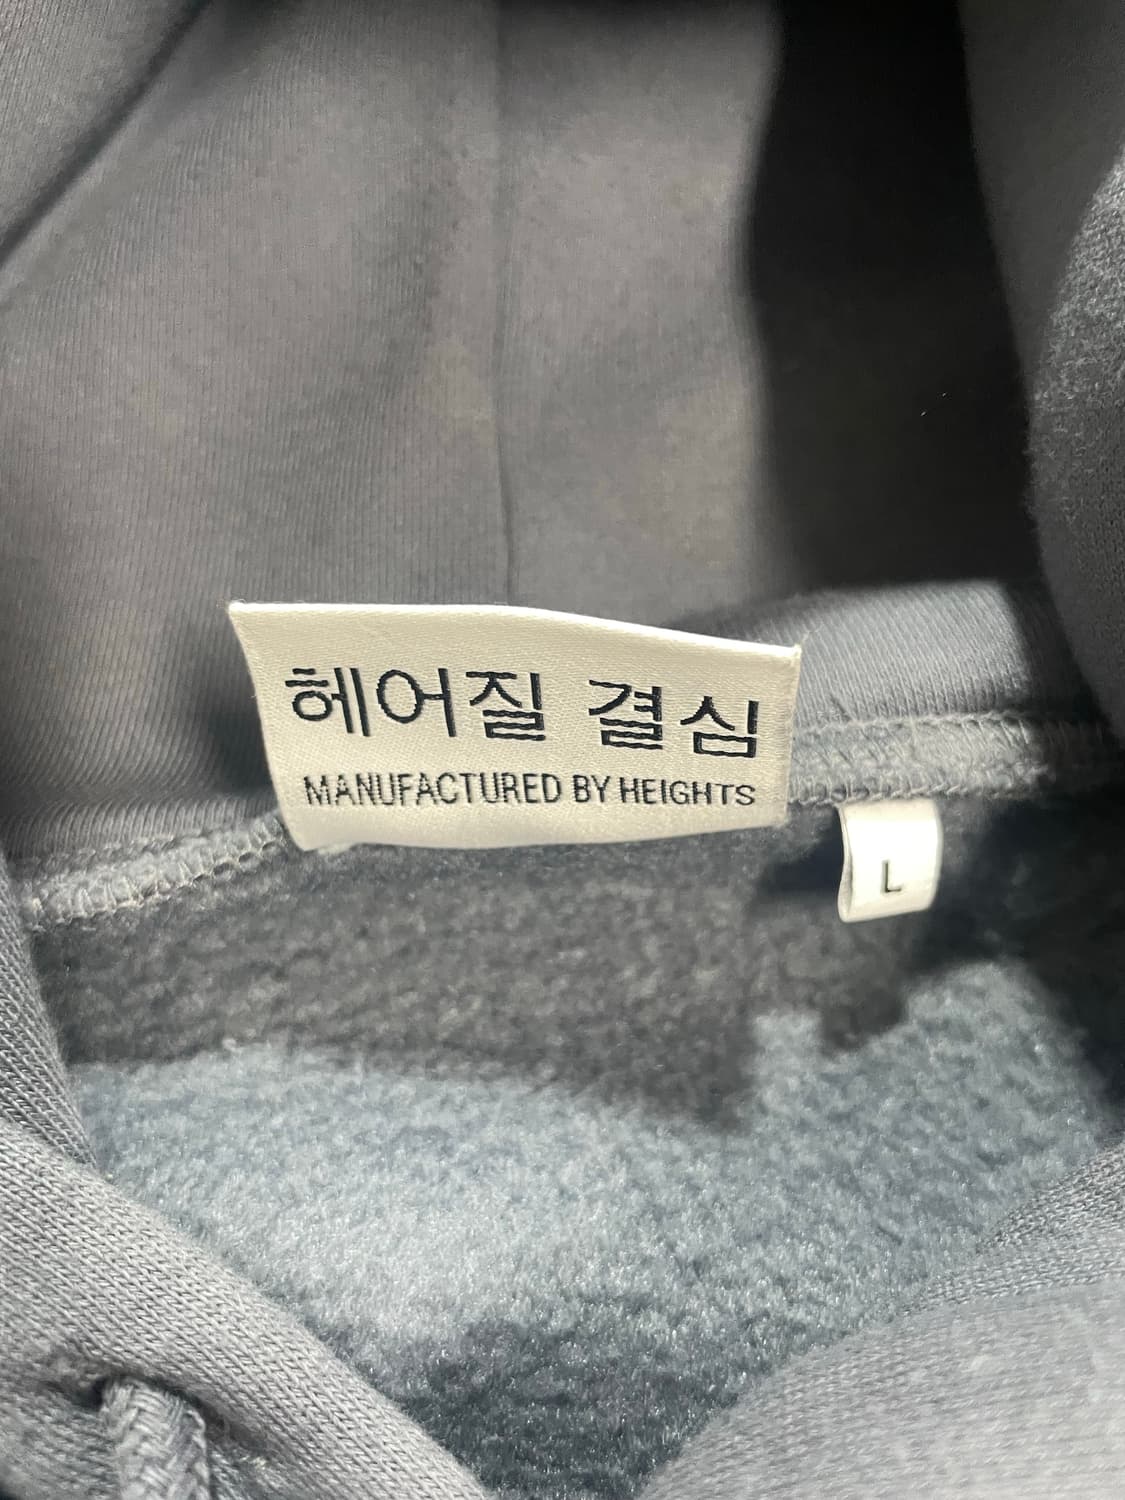 헤어질 결심
MANUFACTURED BY HEIGHTS
L